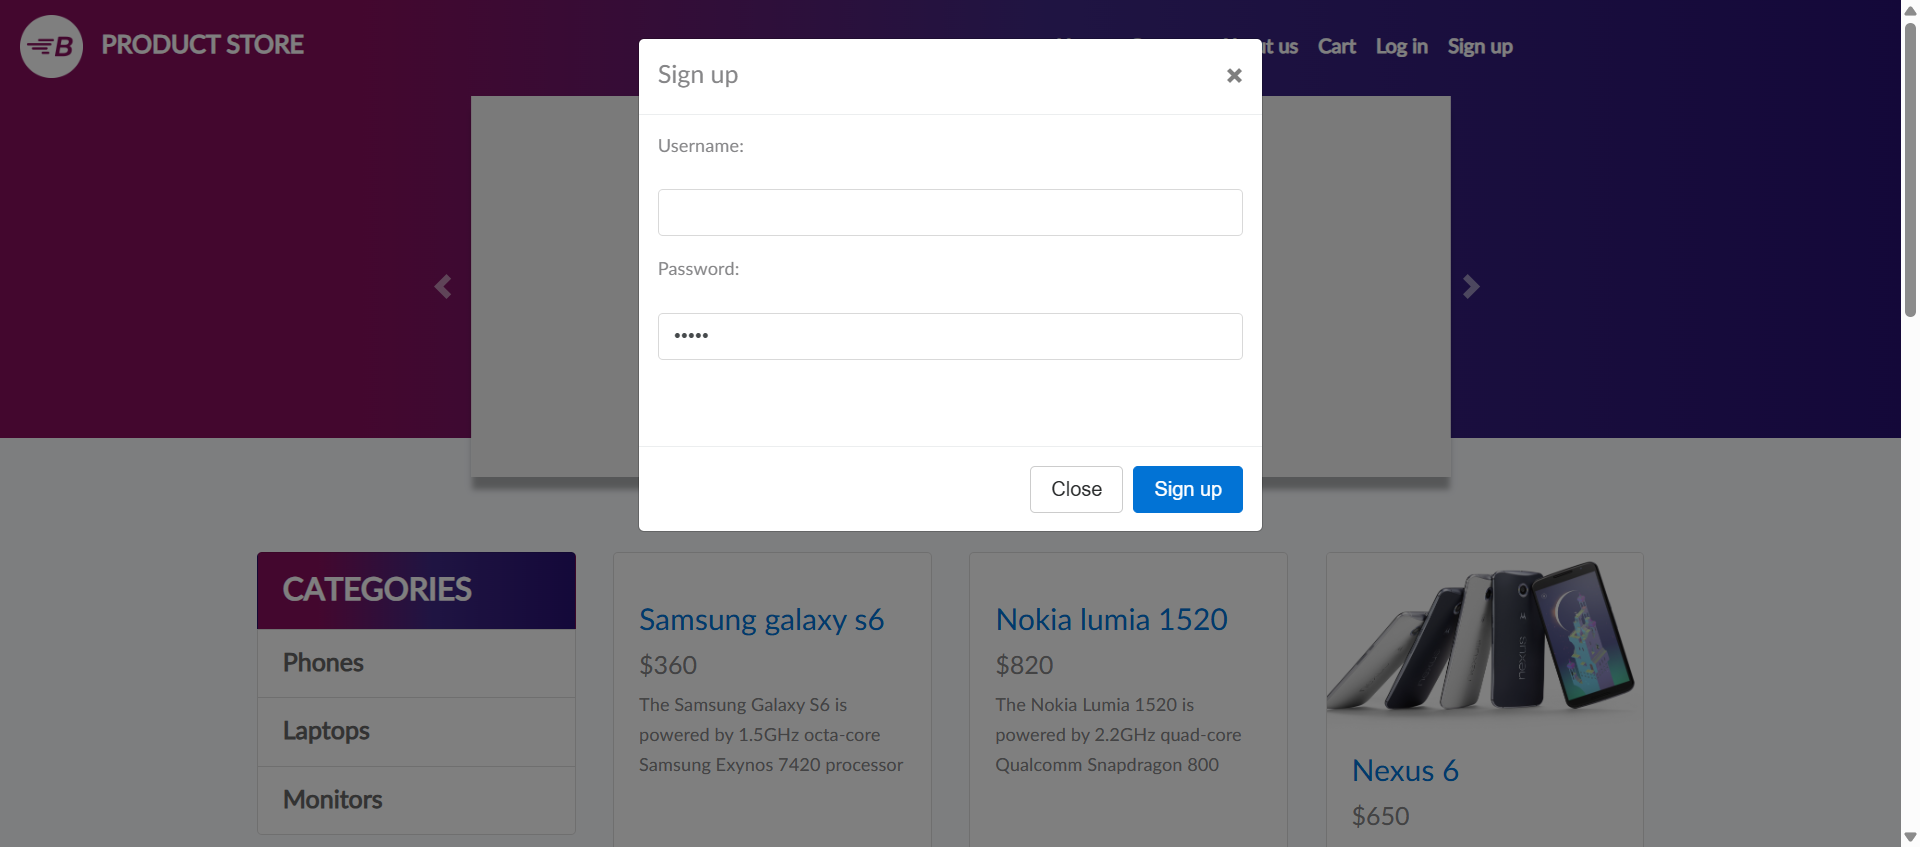 B
PRODUCT STORE
ut us
Cart
Log in
Sign up
Sign up
×
Username:
Password:
•••••
Close
Sign up
CATEGORIES
Phones
Laptops
Monitors
Samsung galaxy s6
$360
The Samsung Galaxy S6 is
powered by 1.5GHz octa-core
Samsung Exynos 7420 processor
Nokia lumia 1520
$820
The Nokia Lumia 1520 is
powered by 2.2GHz quad-core
Qualcomm Snapdragon 800
Nexus 6
$650